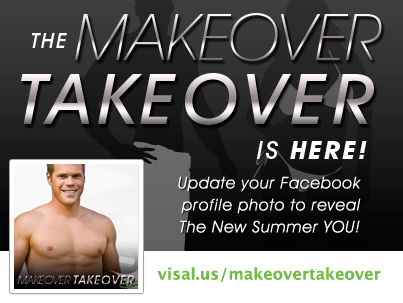 THE MAKEOVER
TAKEOVER
IS HERE!
Update your Facebook
profile photo to reveal
The New Summer YOU!
MAKEOVER TAKEOVER
visal.us/makeovertakeover